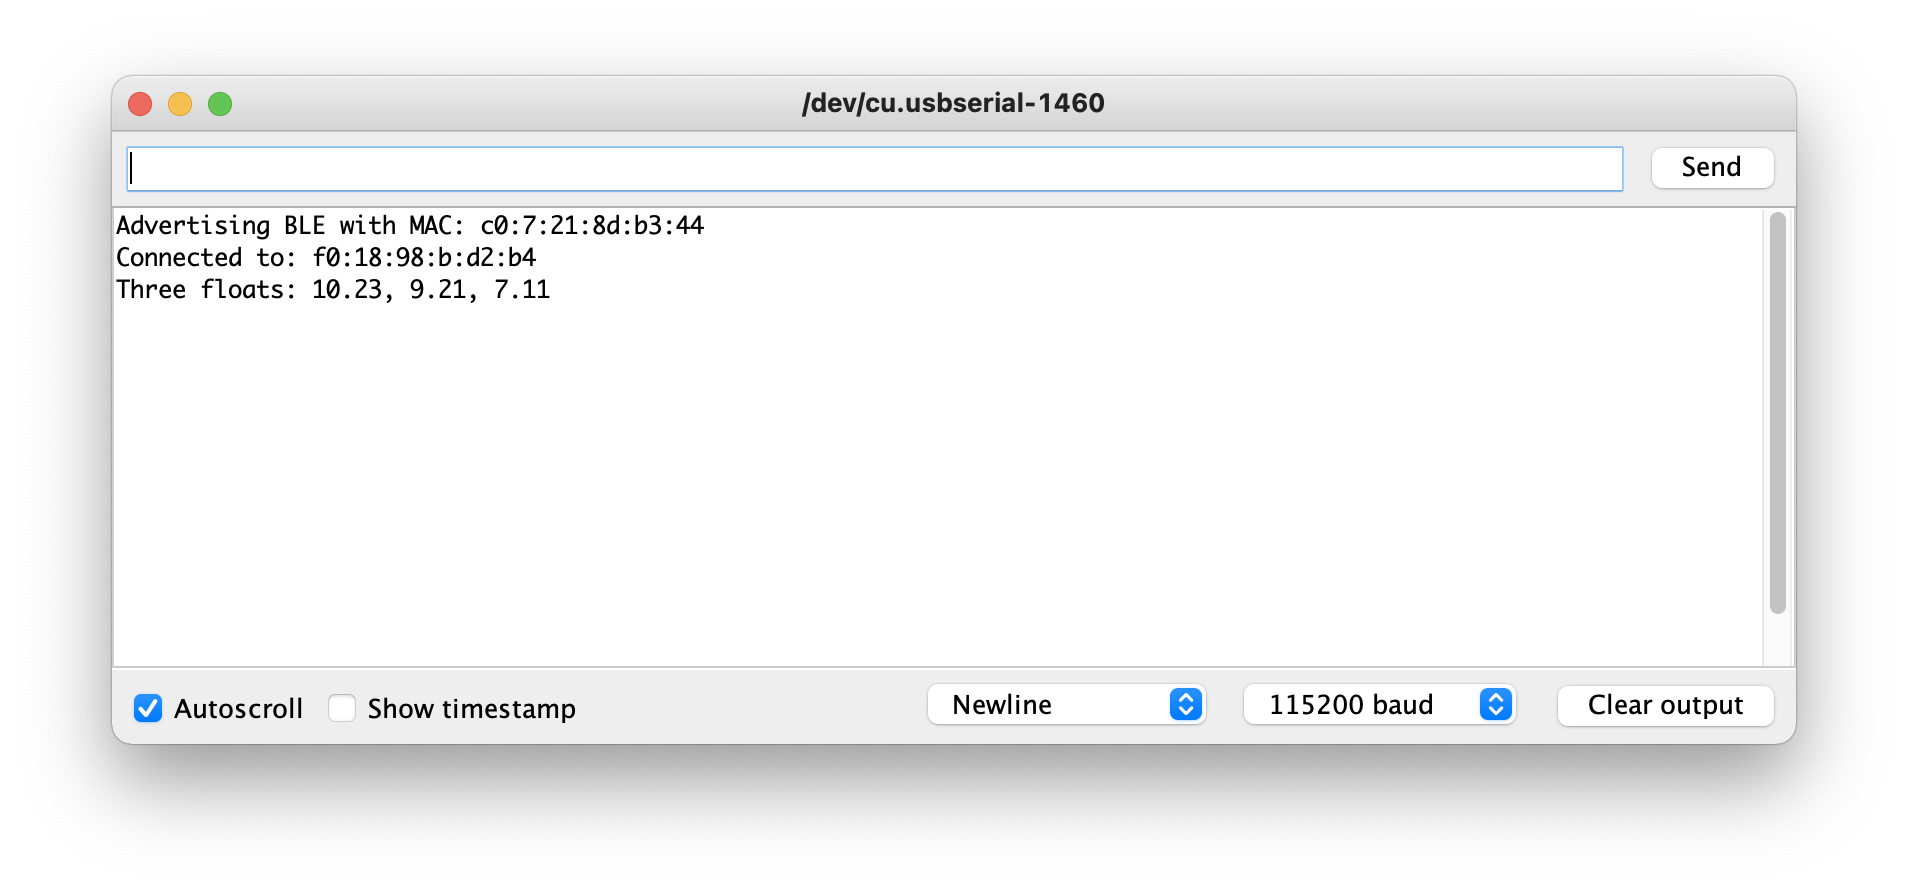 /dev/cu.usbserial-1460
Send
Advertising BLE with MAC: c0:7:21:8d:b3:44
Connected to: f0:18:98:b:d2:b4
Three floats: 10.23, 9.21, 7.11
Autoscroll Show timestamp Newline 115200 baud Clear output